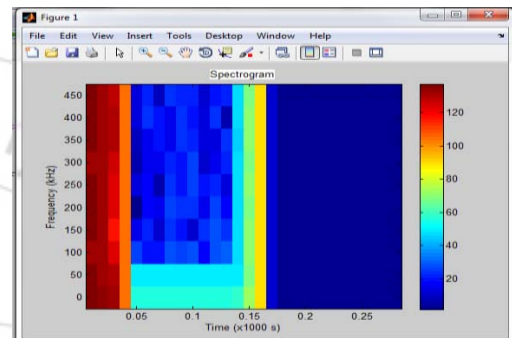 Figure 1
File Edit View Insert Tools Desktop Window Help
Spectrogram
450
400
350
300
250
200
150
100
50
0
Frequency (kHz)
0.05 0.1 0.15 0.2 0.25
Time (x1000 s)
120
100
80
60
40
20